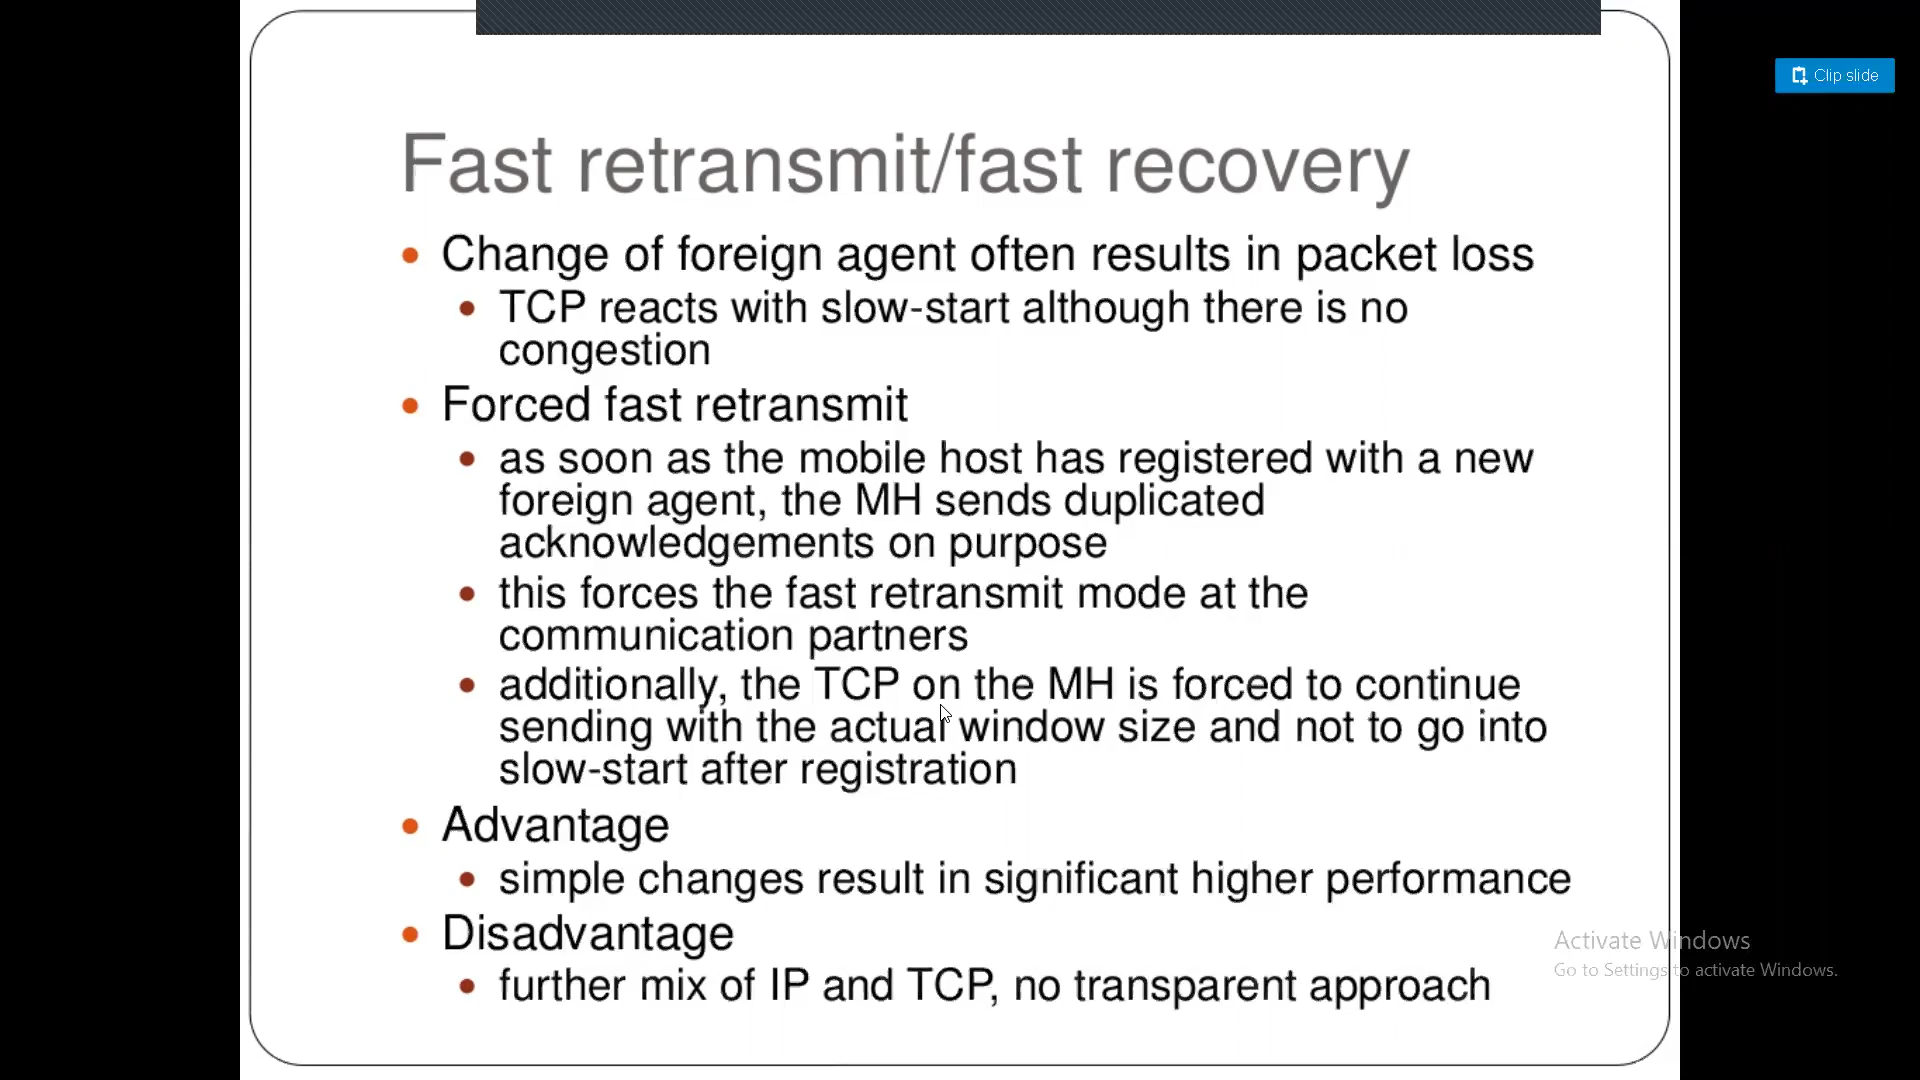 Clip slide
Fast retransmit/fast recovery
Change of foreign agent often results in packet loss
TCP reacts with slow-start although there is no
congestion
Forced fast retransmit
as soon as the mobile host has registered with a new
foreign agent, the MH sends duplicated
acknowledgements on purpose
this forces the fast retransmit mode at the
communication partners
additionally, the TCP on the MH is forced to continue
sending with the actual window size and not to go into
slow-start after registration
Advantage
simple changes result in significant higher performance
Disadvantage
further mix of IP and TCP, no transparent approach
Activate Windows
Go to Settings to activate Windows.